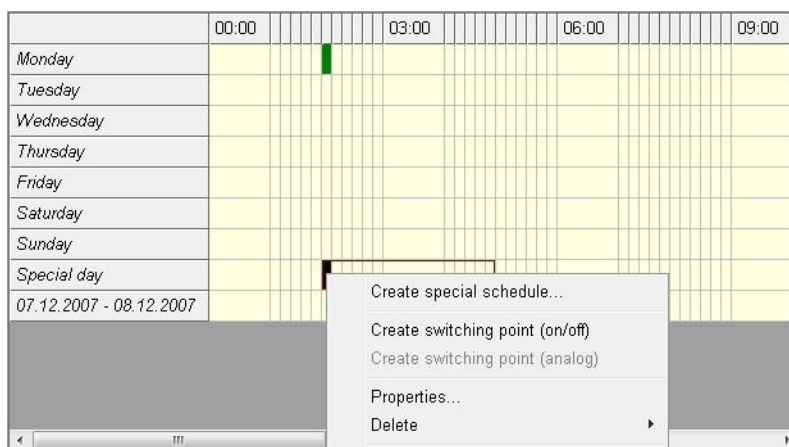 00:00 03:00 06:00 09:00
Monday
Tuesday
Wednesday
Thursday
Friday
Saturday
Sunday
Special day
07.12.2007 - 08.12.2007
Create special schedule...
Create switching point (on/off)
Create switching point (analog)
Properties...
Delete